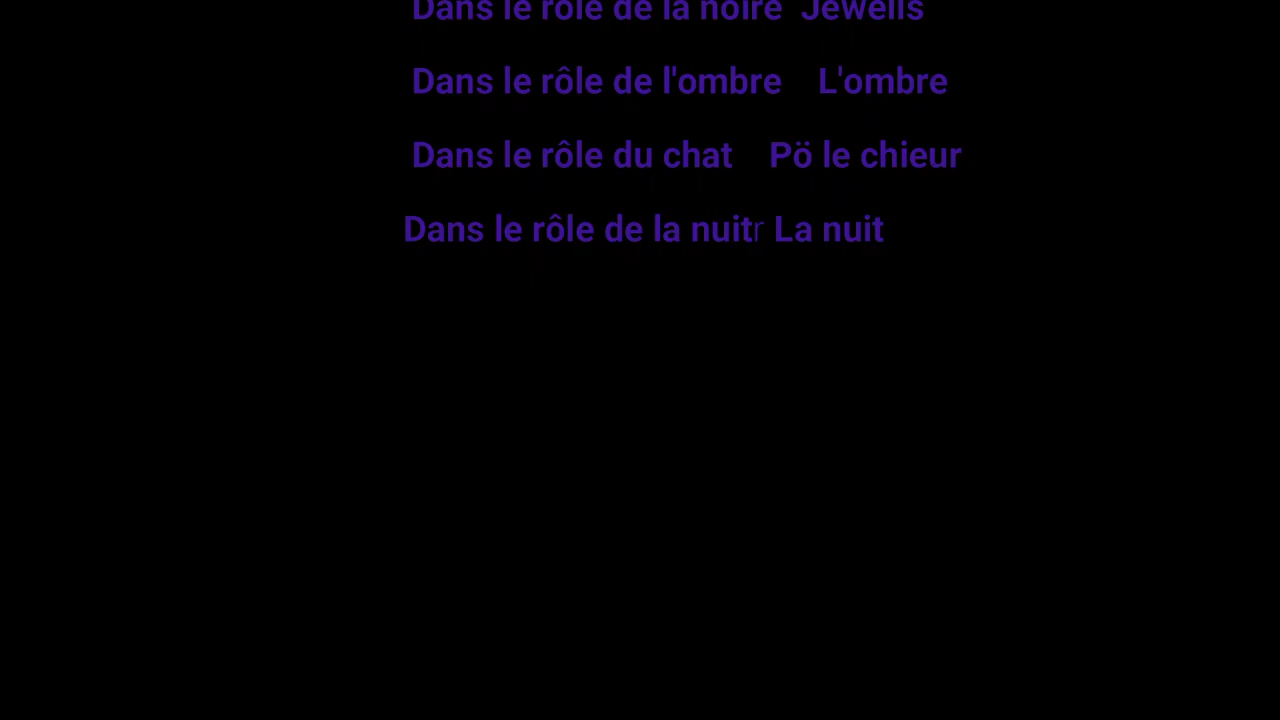 Dans le rôle de la noire Jewells
Dans le rôle de l'ombre L'ombre
Dans le rôle du chat Pö le chieur
Dans le rôle de la nuitr La nuit